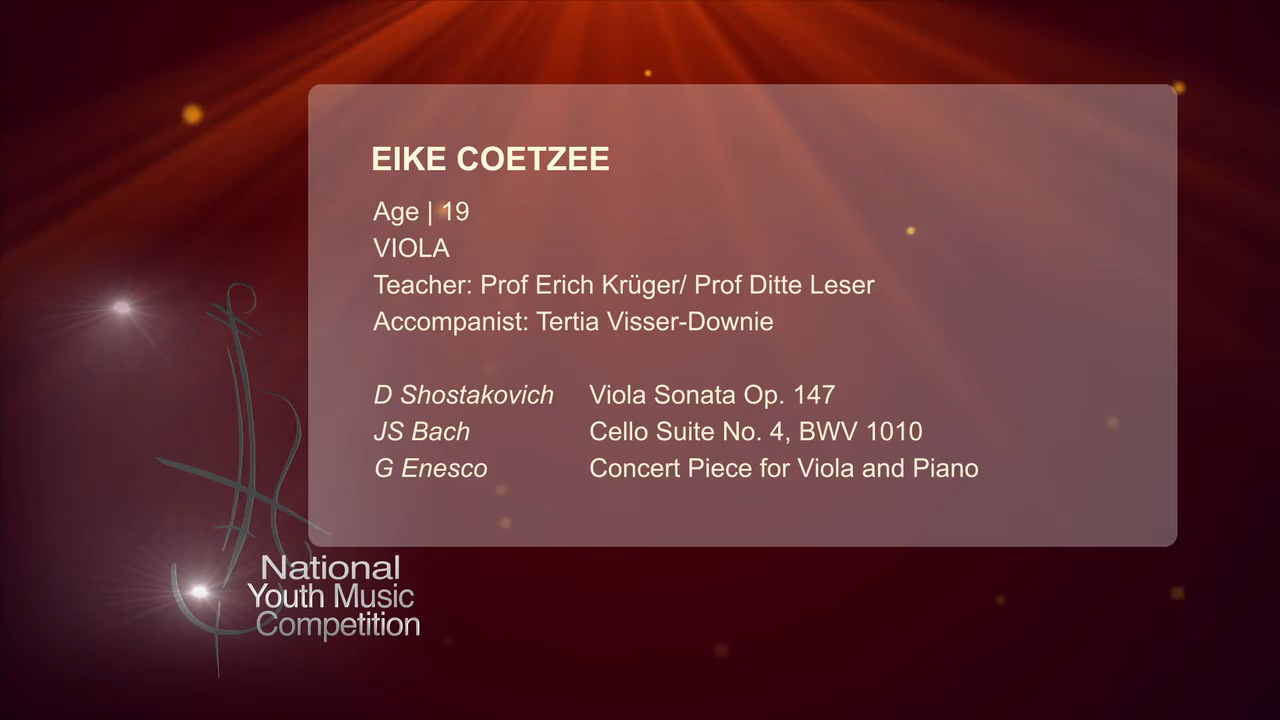 EIKE COETZEE
Age | 19
VIOLA
Teacher: Prof Erich Krüger/ Prof Ditte Leser
Accompanist: Tertia Visser-Downie
D Shostakovich Viola Sonata Op. 147
JS Bach Cello Suite No. 4, BWV 1010
G Enesco Concert Piece for Viola and Piano
National
Youth Music
Competition